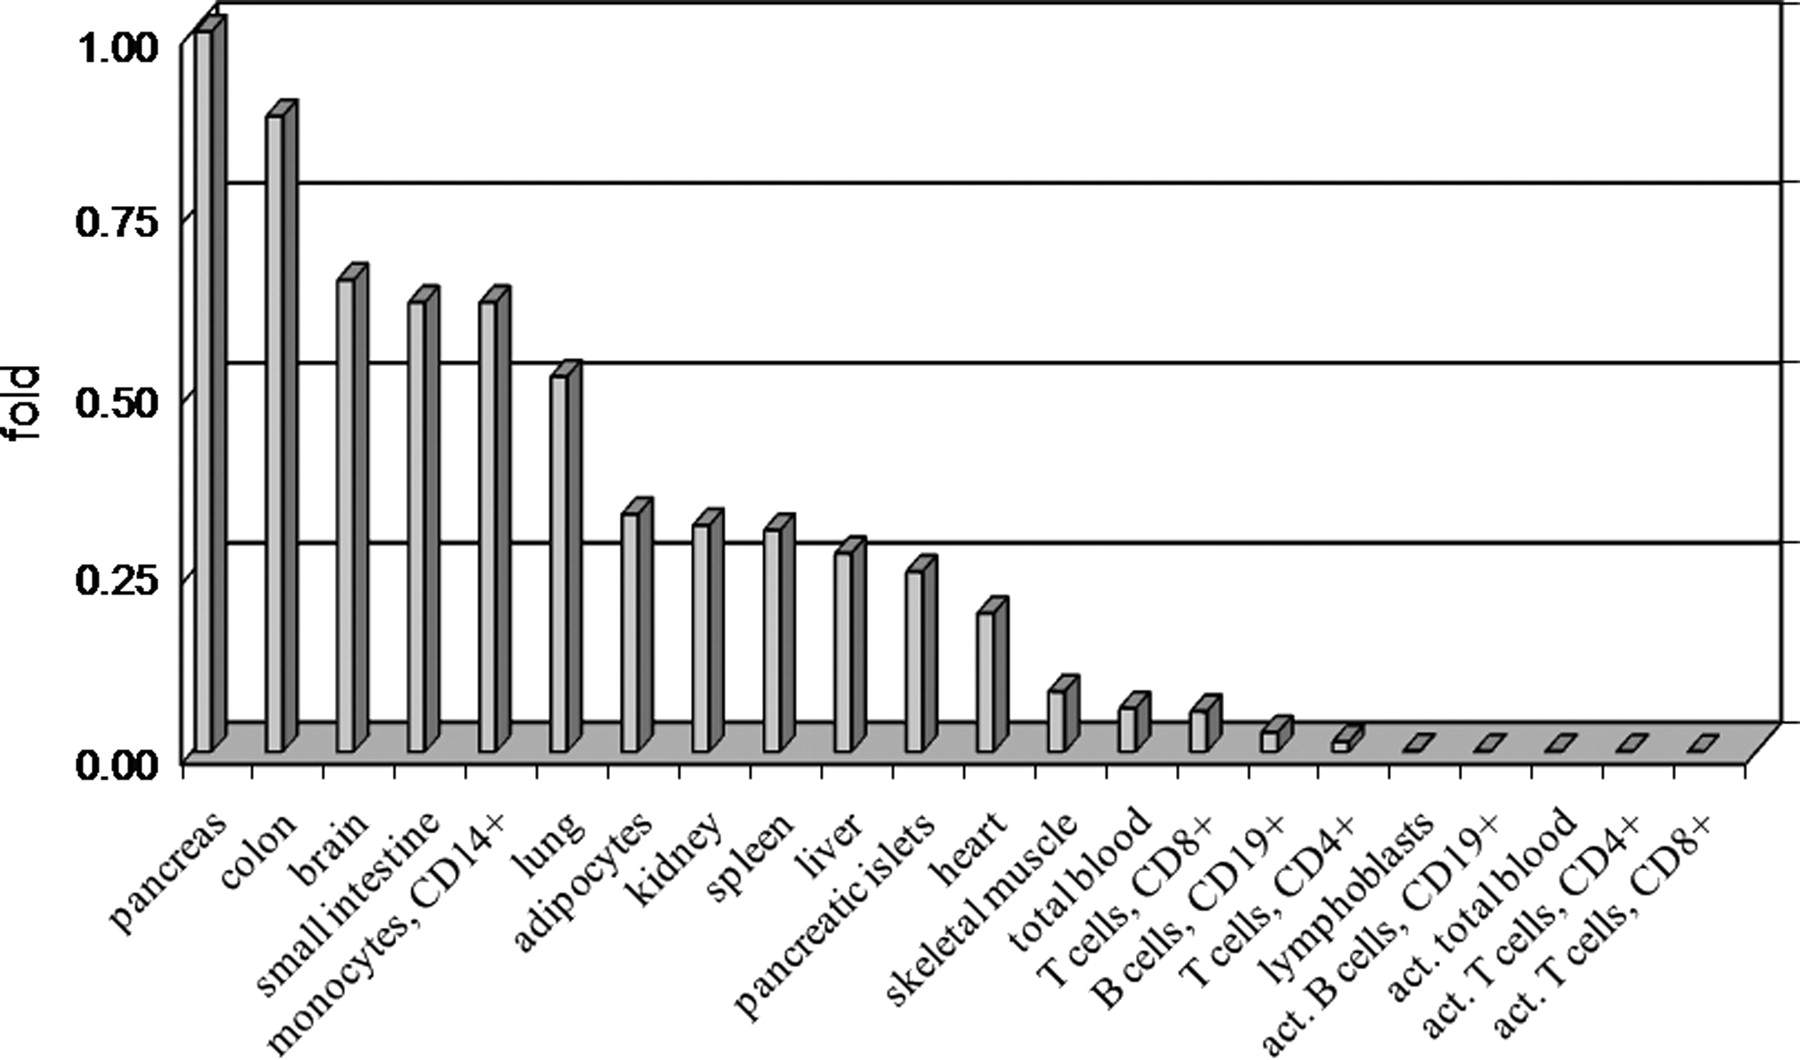 1.00
0.75
0.50
0.25
0.00
fold
pancreas
colon
brain
small intestine
monocytes, CD14+
lung
adipocytes
kidney
spleen
liver
pancreatic islets
heart
skeletal muscle
total blood
T cells, CD8+
B cells, CD19+
T cells, CD4+
lymphoblasts
act. B cells, CD19+
act. total blood
act. T cells, CD4+
act. T cells, CD8+